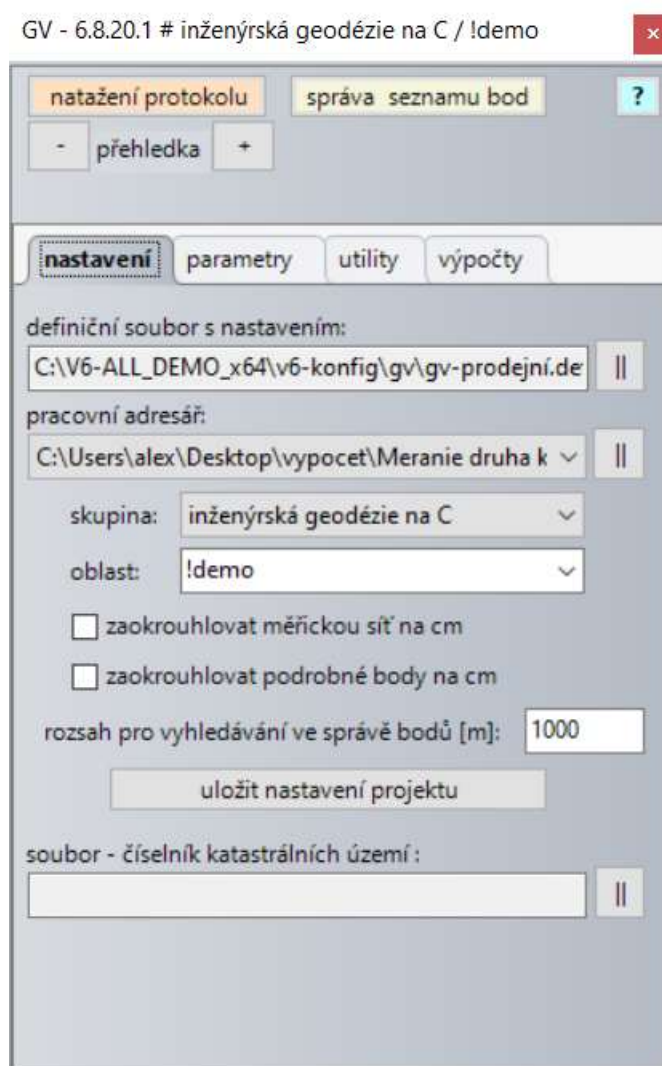 GV - 6.8.20.1 # inženýrská geodézie na C / !demo
×
natažení protokolu správa seznamu bod ?
- přehledka +
nastavení parametry utility výpočty
definiční soubor s nastavením:
C:\V6-ALL_DEMO_x64\v6-konfig\gv\gv-prodejní.de ||
pracovní adresář:
C:\Users\alex\Desktop\vypocet\Meranie druha k ||
skupina: inženýrská geodézie na C
oblast: !demo
zaokrouhlovat měřickou síť na cm
zaokrouhlovat podrobné body na cm
rozsah pro vyhledávání ve správě bodů [m]: 1000
uložit nastavení projektu
soubor - číselník katastrálních území :
||